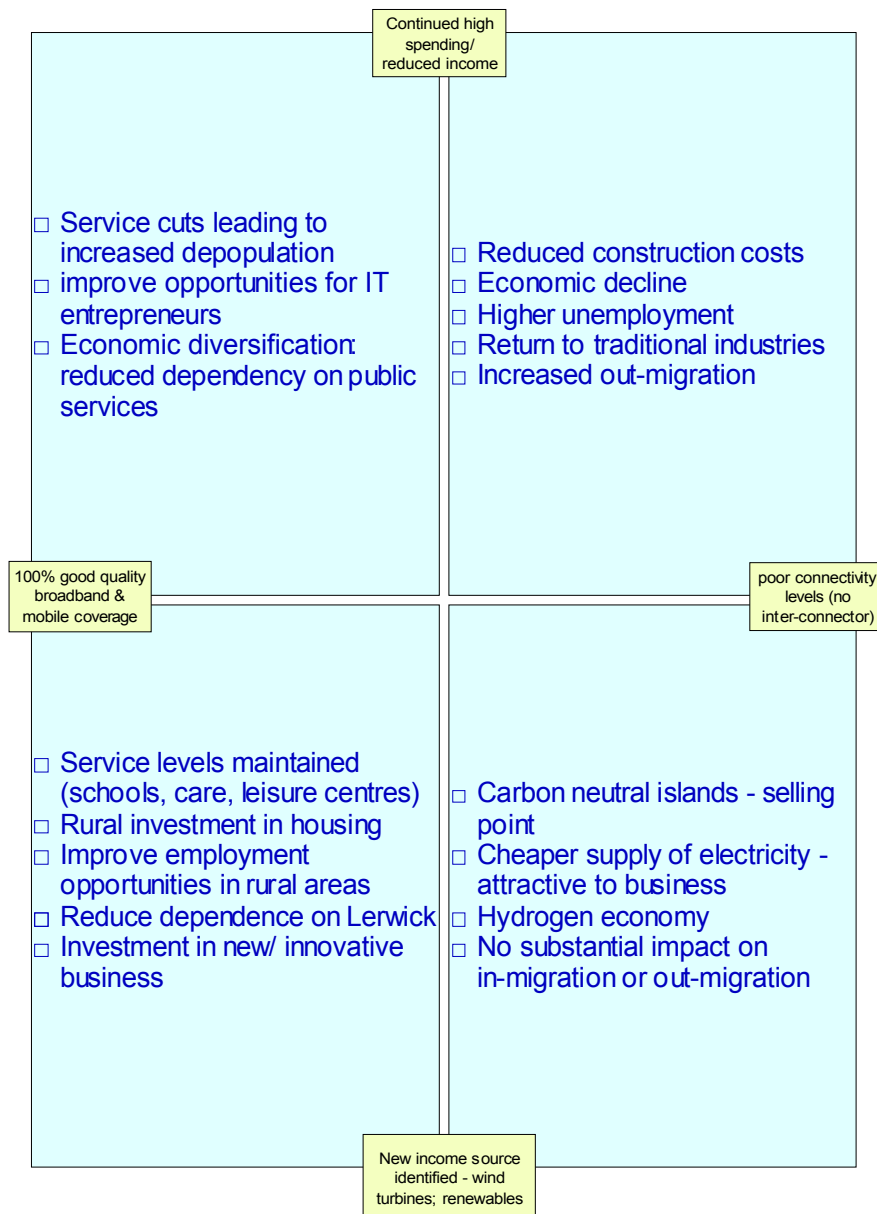 Continued high
spending/
reduced income
□ Service cuts leading to
increased depopulation
□ improve opportunities for IT
entrepreneurs
□ Economic diversification:
reduced dependency on public
services
□ Reduced construction costs
□ Economic decline
□ Higher unemployment
□ Return to traditional industries
□ Increased out-migration
100% good quality
broadband &
mobile coverage
poor connectivity
levels (no
inter-connector)
□ Service levels maintained
(schools, care, leisure centres)
□ Rural investment in housing
□ Improve employment
opportunities in rural areas
□ Reduce dependence on Lerwick
□ Investment in new/ innovative
business
□ Carbon neutral islands - selling
point
□ Cheaper supply of electricity -
attractive to business
□ Hydrogen economy
□ No substantial impact on
in-migration or out-migration
New income source
identified - wind
turbines; renewables